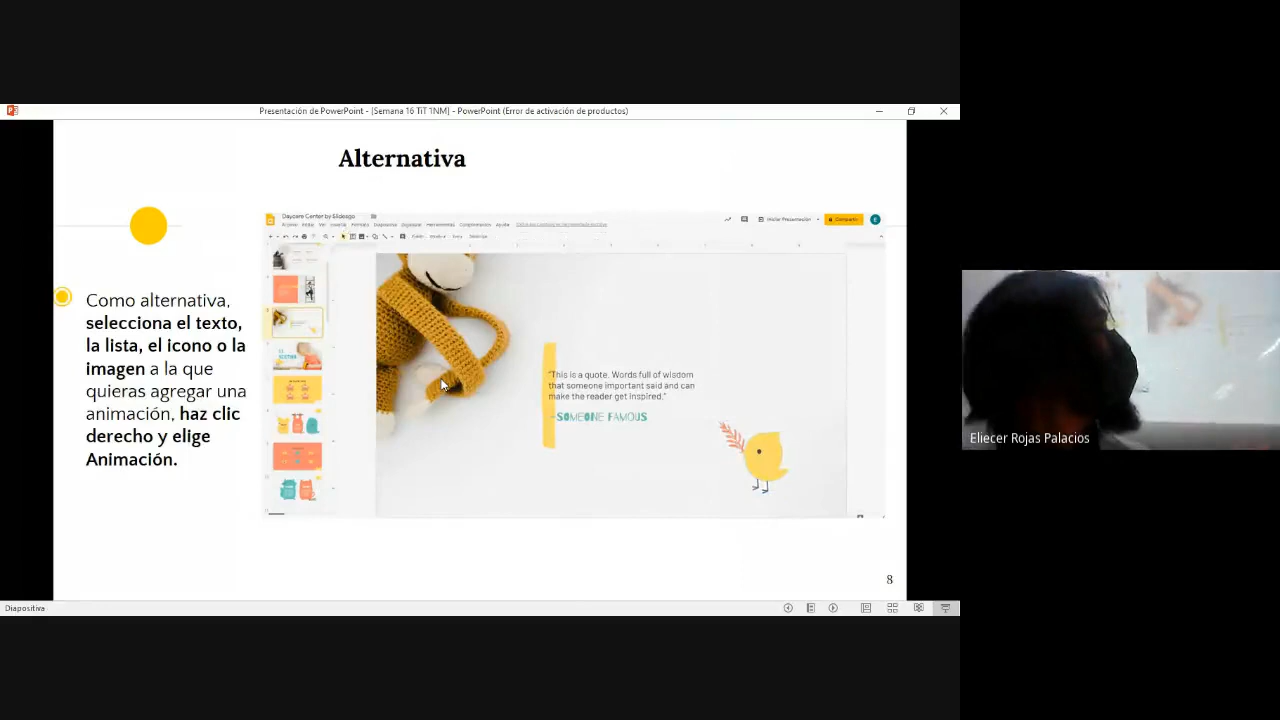 Presentación de PowerPoint - [Semana 16 TiT 1NM] - PowerPoint (Error de activación de productos)
Alternativa
Como alternativa,
selecciona el texto,
la lista, el icono o la
imagen a la que
quieras agregar una
animación, haz clic
derecho y elige
Animación.
Daycare Center by Slidesgo
Iniciar Presentación
Compartir
E
"This is a quote. Words full of wisdom
that someone important said and can
make the reader get inspired."
-SOMEONE FAMOUS
8
Diapositiva
Eliecer Rojas Palacios